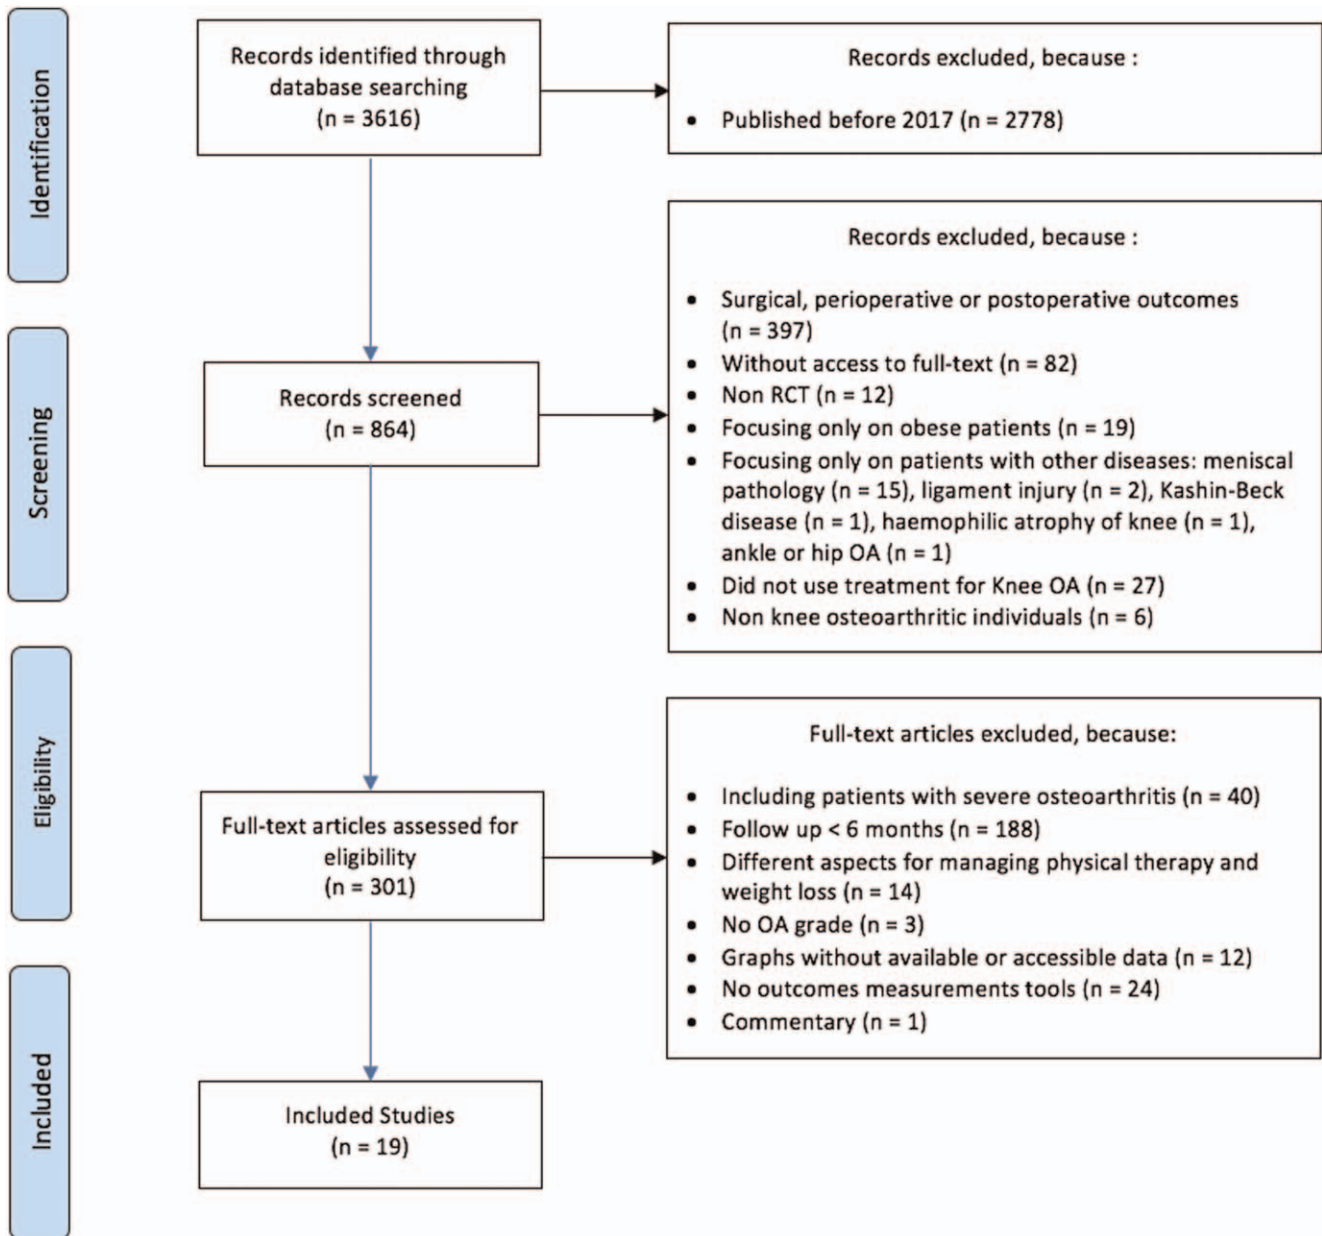 Identification
Records identified through
database searching
(n = 3616)
Records excluded, because :
• Published before 2017 (n = 2778)
Screening
Records screened
(n = 864)
Records excluded, because :
• Surgical, perioperative or postoperative outcomes
(n = 397)
• Without access to full-text (n = 82)
• Non RCT (n = 12)
• Focusing only on obese patients (n = 19)
• Focusing only on patients with other diseases: meniscal
pathology (n = 15), ligament injury (n = 2), Kashin-Beck
disease (n = 1), haemophilic atrophy of knee (n = 1),
ankle or hip OA (n = 1)
• Did not use treatment for Knee OA (n = 27)
• Non knee osteoarthritic individuals (n = 6)
Eligibility
Full-text articles assessed for
eligibility
(n = 301)
Full-text articles excluded, because:
• Including patients with severe osteoarthritis (n = 40)
• Follow up < 6 months (n = 188)
• Different aspects for managing physical therapy and
weight loss (n = 14)
• No OA grade (n = 3)
• Graphs without available or accessible data (n = 12)
• No outcomes measurements tools (n = 24)
• Commentary (n = 1)
Included
Included Studies
(n = 19)